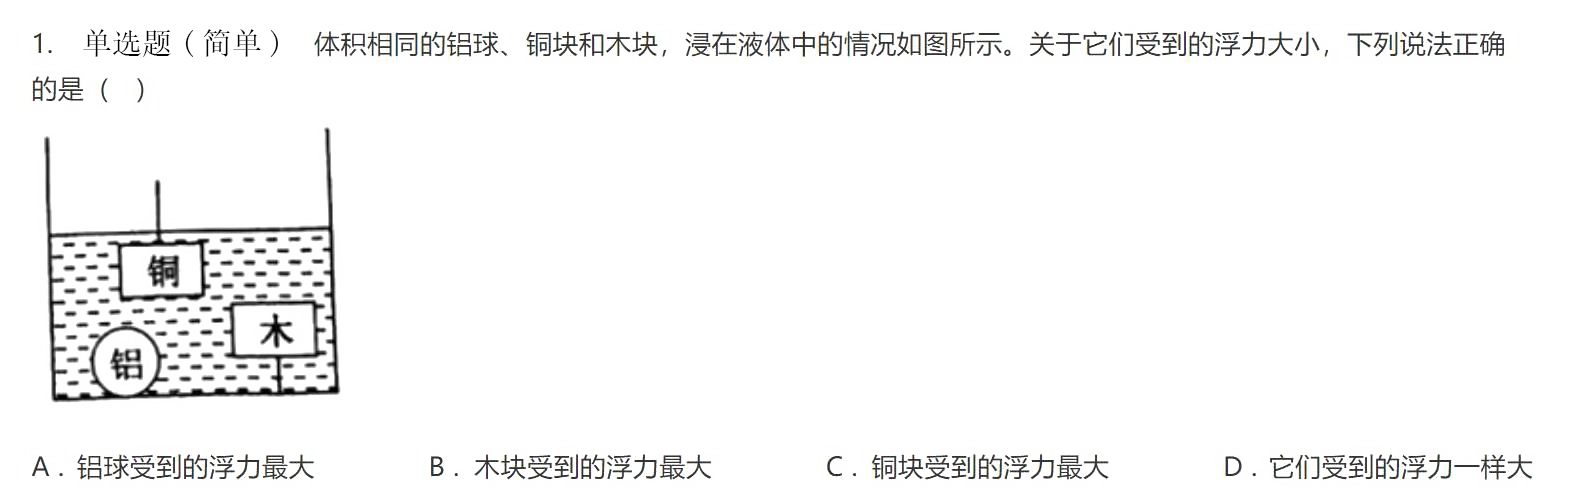 1. 单选题（简单） 体积相同的铝球、铜块和木块，浸在液体中的情况如图所示。关于它们受到的浮力大小，下列说法正确
的是（ ）
铜
木
铝
A．铝球受到的浮力最大 B．木块受到的浮力最大 C．铜块受到的浮力最大 D．它们受到的浮力一样大